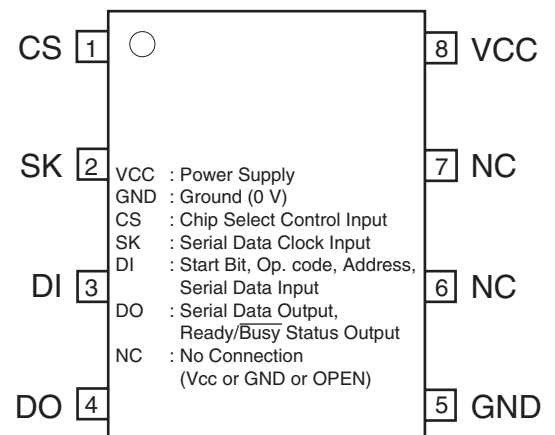 CS 1
8 VCC
SK 2
7 NC
VCC : Power Supply
GND : Ground (0 V)
CS : Chip Select Control Input
SK : Serial Data Clock Input
DI : Start Bit, Op. code, Address,
Serial Data Input
DO : Serial Data Output,
Ready/Busy Status Output
NC : No Connection
(Vcc or GND or OPEN)
DI 3
6 NC
DO 4
5 GND